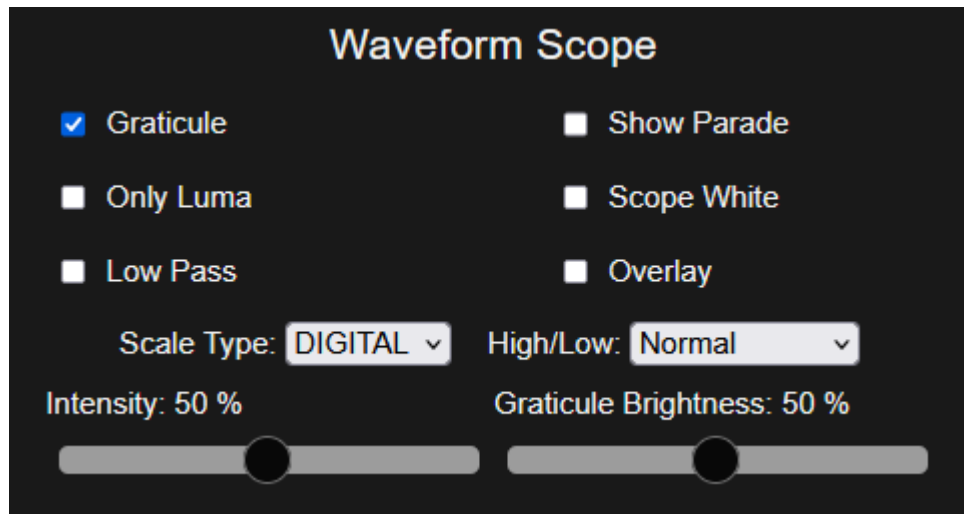 Waveform Scope
Graticule
Show Parade
Only Luma
Scope White
Low Pass
Overlay
Scale Type: DIGITAL High/Low: Normal
Intensity: 50 % Graticule Brightness: 50 %